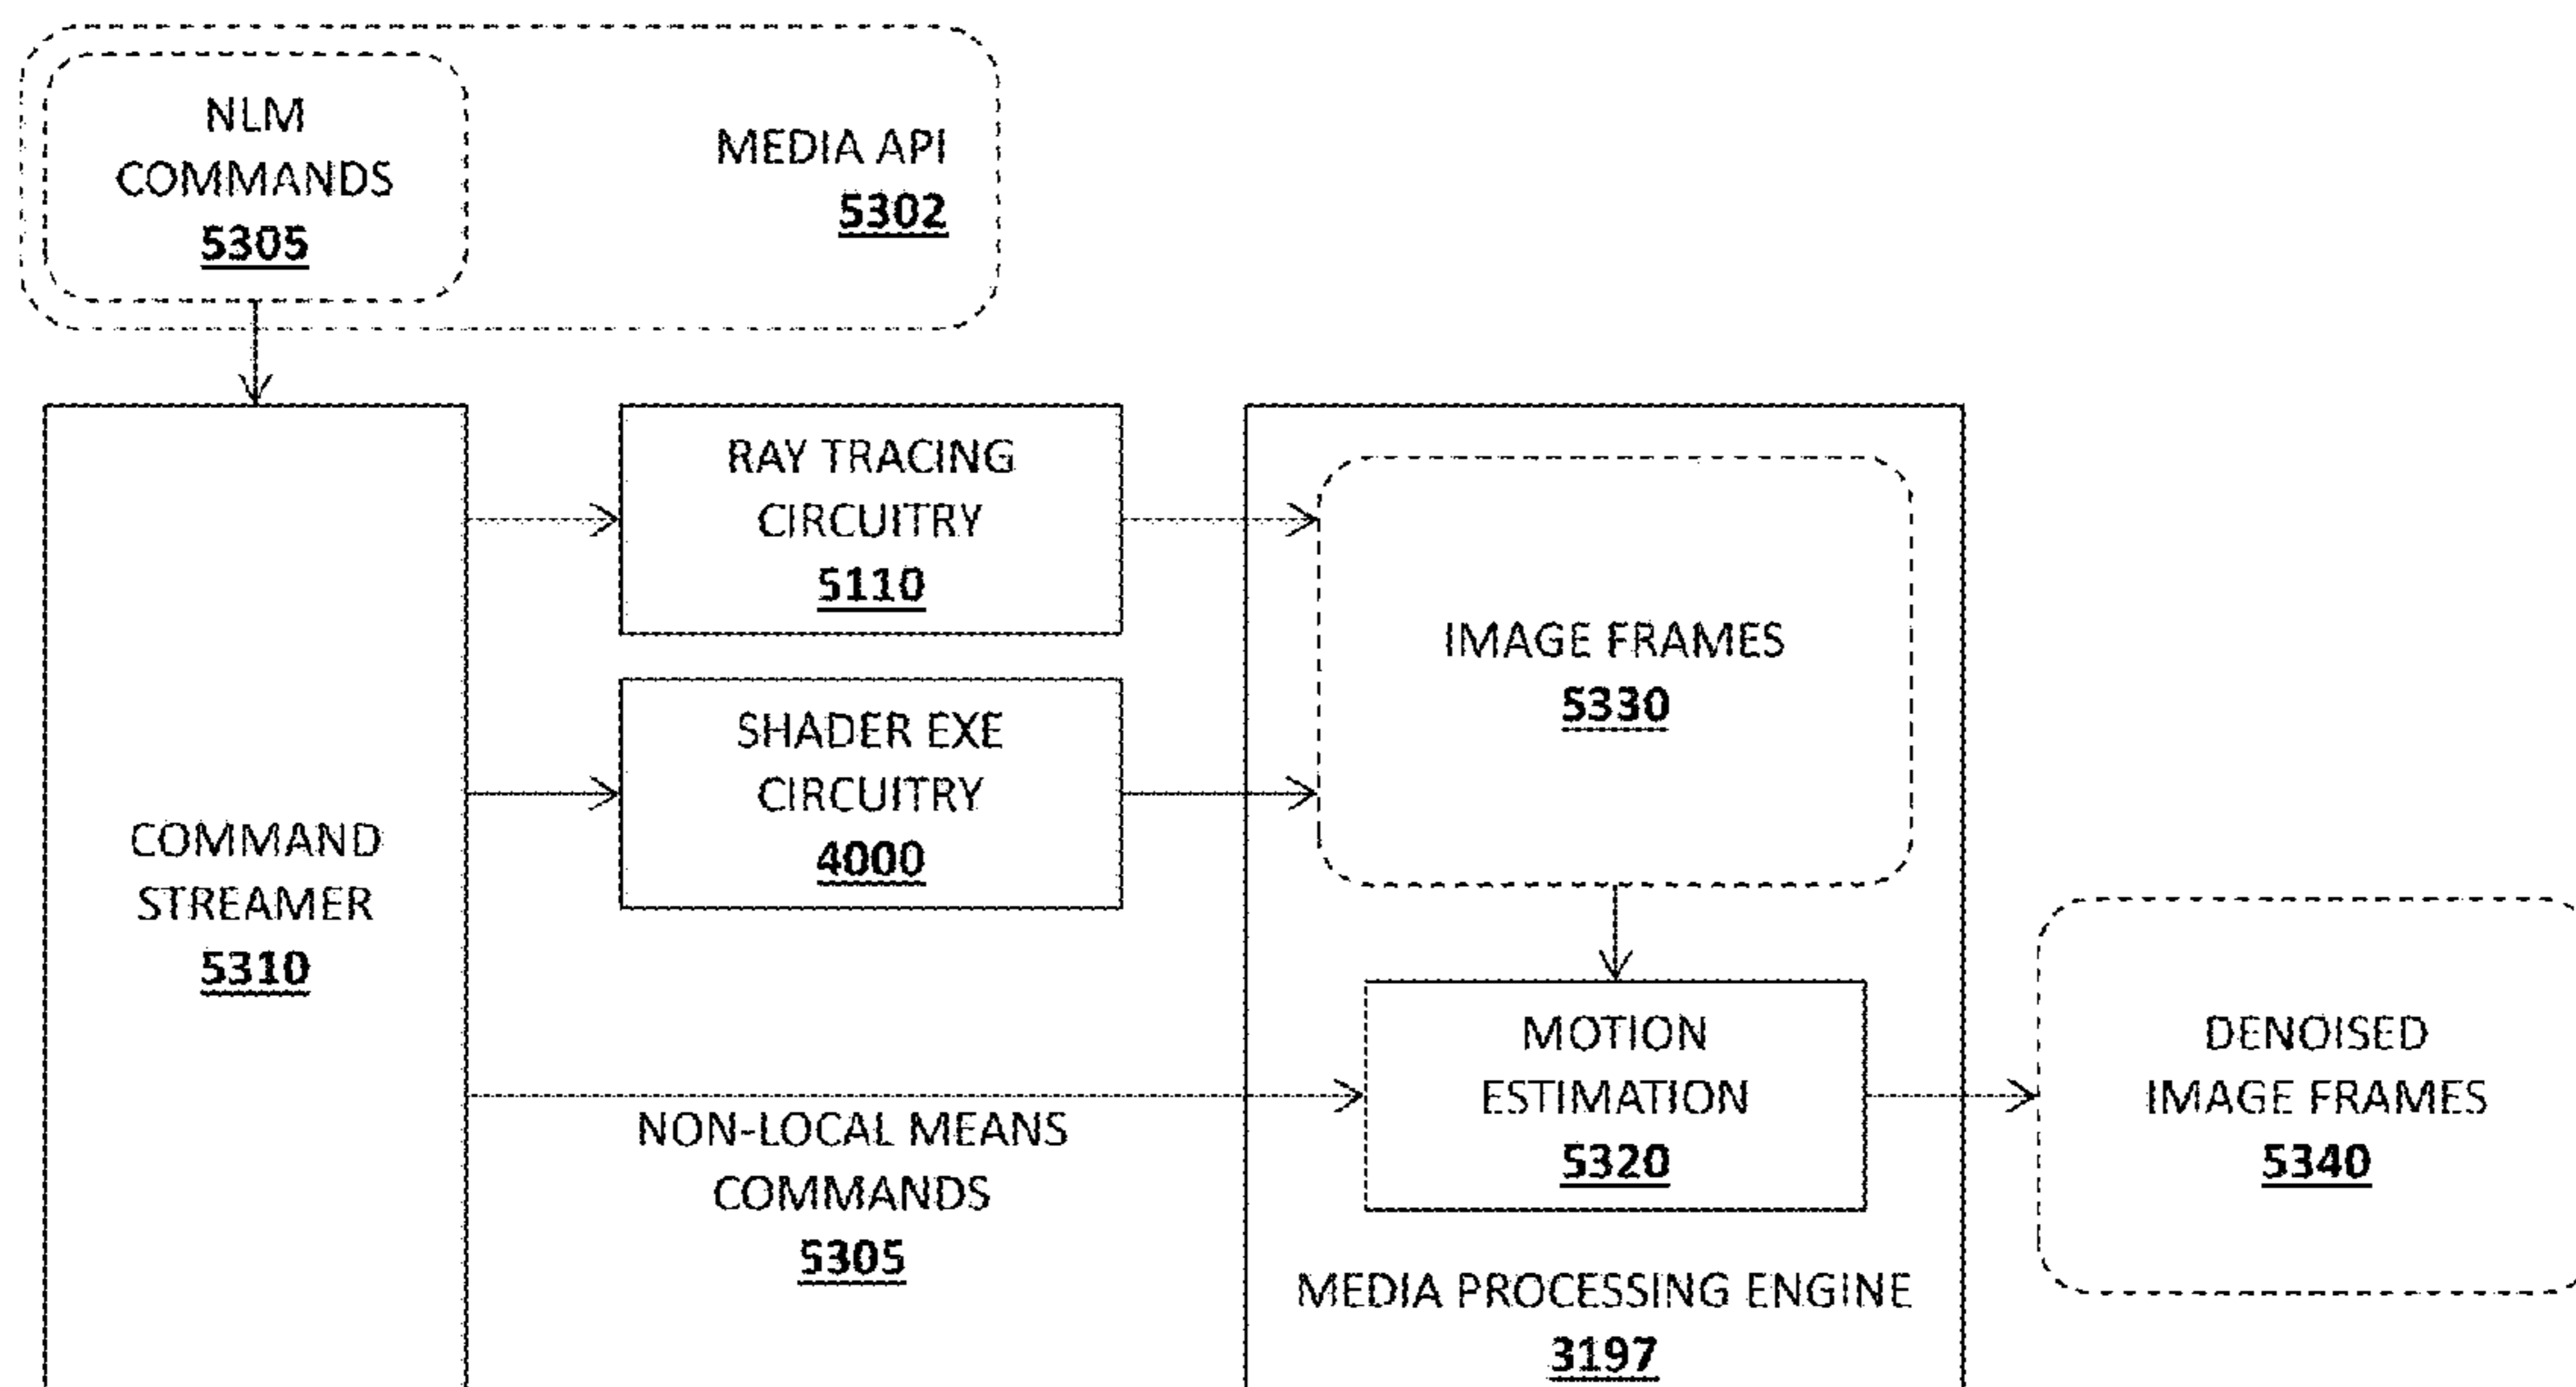 NLM
COMMANDS
5305
MEDIA API
5302
RAY TRACING
CIRCUITRY
5110
SHADER EXE
CIRCUITRY
4000
COMMAND
STREAMER
5310
NON-LOCAL MEANS
COMMANDS
5305
IMAGE FRAMES
5330
MOTION
ESTIMATION
5320
MEDIA PROCESSING ENGINE
3197
DENOISED
IMAGE FRAMES
5340